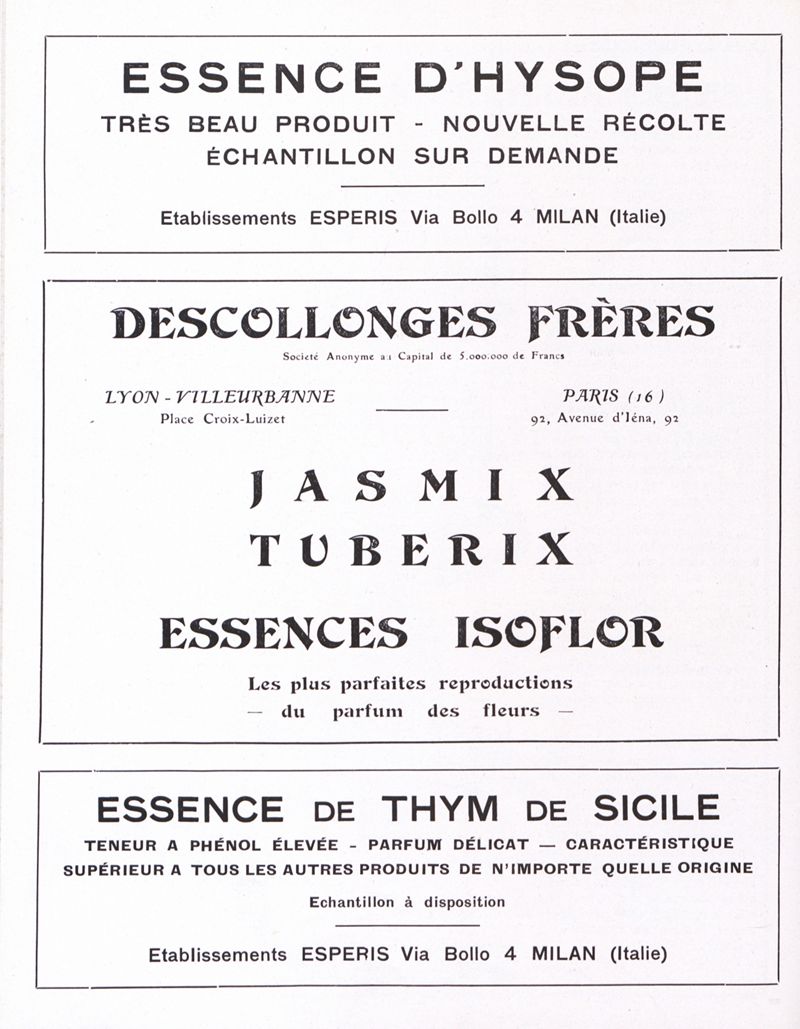 ESSENCE D'HYSOPE
TRÈS BEAU PRODUIT - NOUVELLE RÉCOLTE
ÉCHANTILLON SUR DEMANDE
Etablissements ESPERIS Via Bollo 4 MILAN (Italie)
DESCOLLONGES FRÈRES
Société Anonyme au Capital de 5.000.000 de Francs
LYON - VILLEURBANNE
Place Croix-Luizet
PARIS (16)
92, Avenue d'Iéna, 92
JASMIX
TUBERIX
ESSENCES ISOFLOR
Les plus parfaites reproductions
— du parfum des fleurs —
ESSENCE DE THYM DE SICILE
TENEUR A PHÉNOL ÉLEVÉE - PARFUM DÉLICAT — CARACTÉRISTIQUE
SUPÉRIEUR A TOUS LES AUTRES PRODUITS DE N'IMPORTE QUELLE ORIGINE
Echantillon à disposition
Etablissements ESPERIS Via Bollo 4 MILAN (Italie)